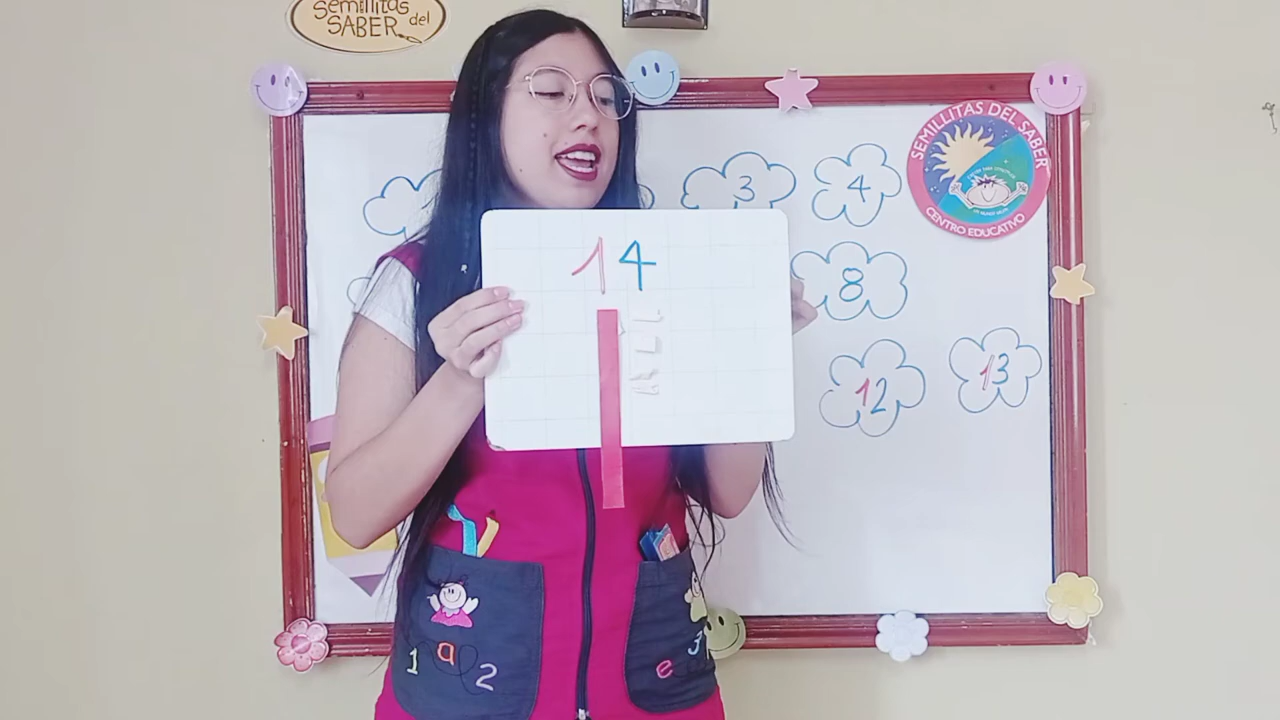 Semillitas
del
SABER
SEMILLITAS DEL SABER
CENTRO EDUCATIVO
3
4
14
8
12
13
1 a 2
e